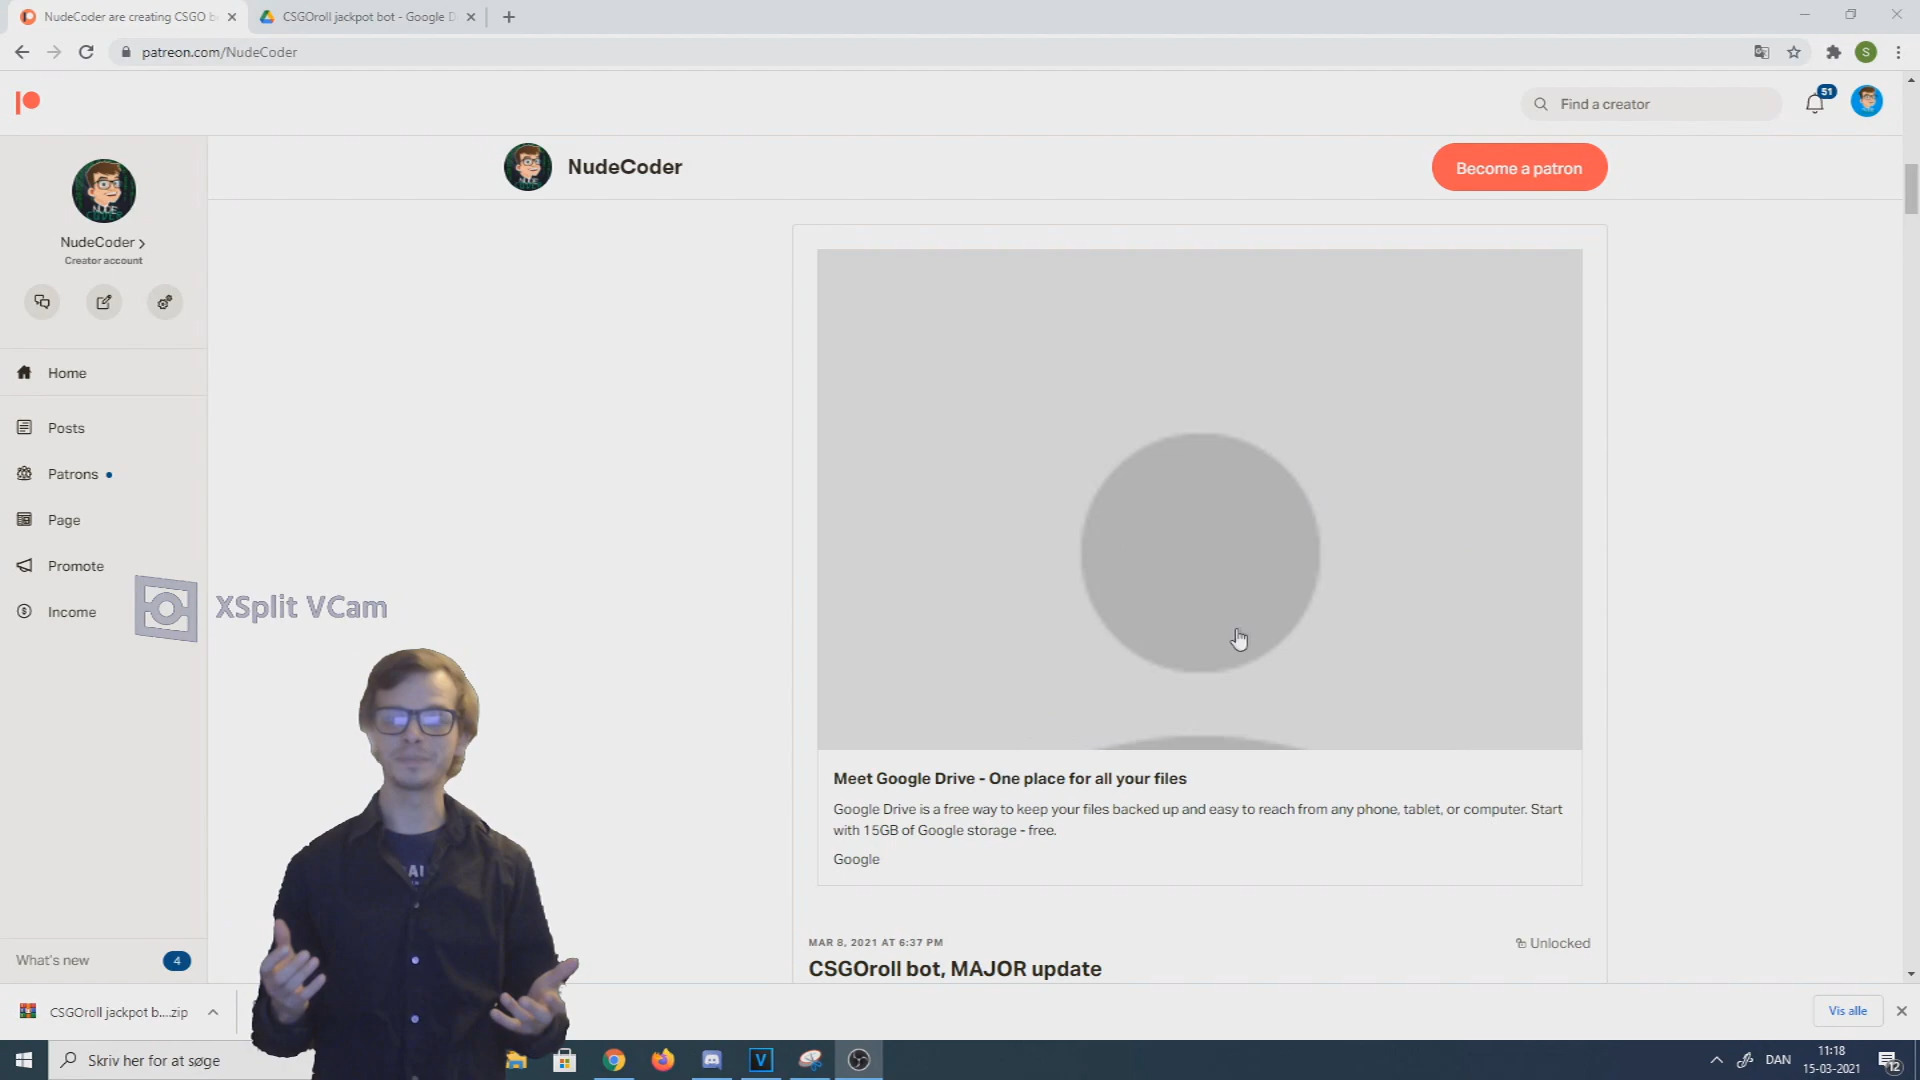 NudeCoder are creating CSGO b
CSGOroll jackpot bot - Google D
patreon.com/NudeCoder
S
Find a creator
51
NudeCoder
Become a patron
NUDE
NudeCoder
Creator account
Home
Posts
Patrons
Page
Promote
Income
XSplit VCam
Meet Google Drive - One place for all your files
Google Drive is a free way to keep your files backed up and easy to reach from any phone, tablet, or computer. Start
with 15GB of Google storage - free.
Google
What's new
4
MAR 8, 2021 AT 6:37 PM
Unlocked
CSGOroll bot, MAJOR update
CSGOroll jackpot b....zip
Vis alle
Skriv her for at søge
V
DAN
11:18
15-03-2021
12